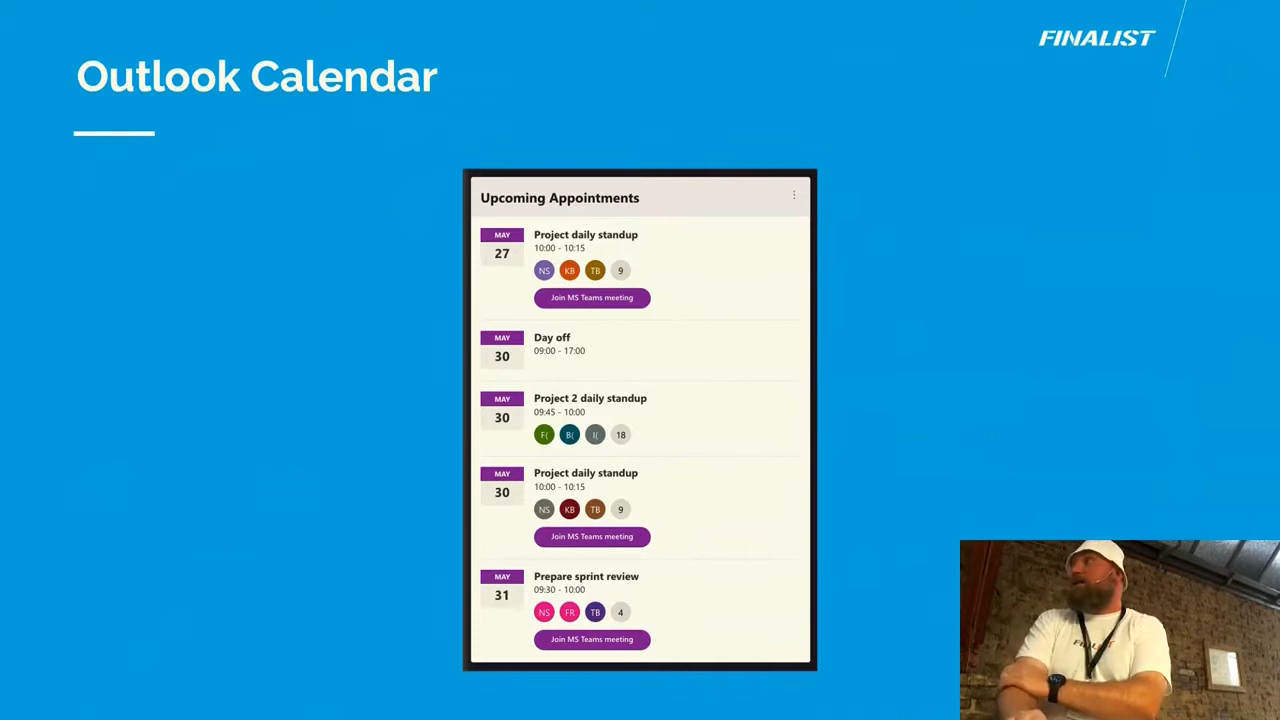 FINALIST
Outlook Calendar
Upcoming Appointments
MAY
27
Project daily standup
10:00 - 10:15
NS KB TB 9
Join MS Teams meeting
MAY
30
Day off
09:00 - 17:00
MAY
30
Project 2 daily standup
09:45 - 10:00
F( B( I( 18
MAY
30
Project daily standup
10:00 - 10:15
NS KB TB 9
Join MS Teams meeting
MAY
31
Prepare sprint review
09:30 - 10:00
NS FR TB 4
Join MS Teams meeting
FINALIST